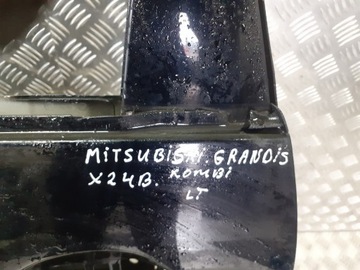 MITSUBISHI GRANDIS
X24B. KOMBI
LT